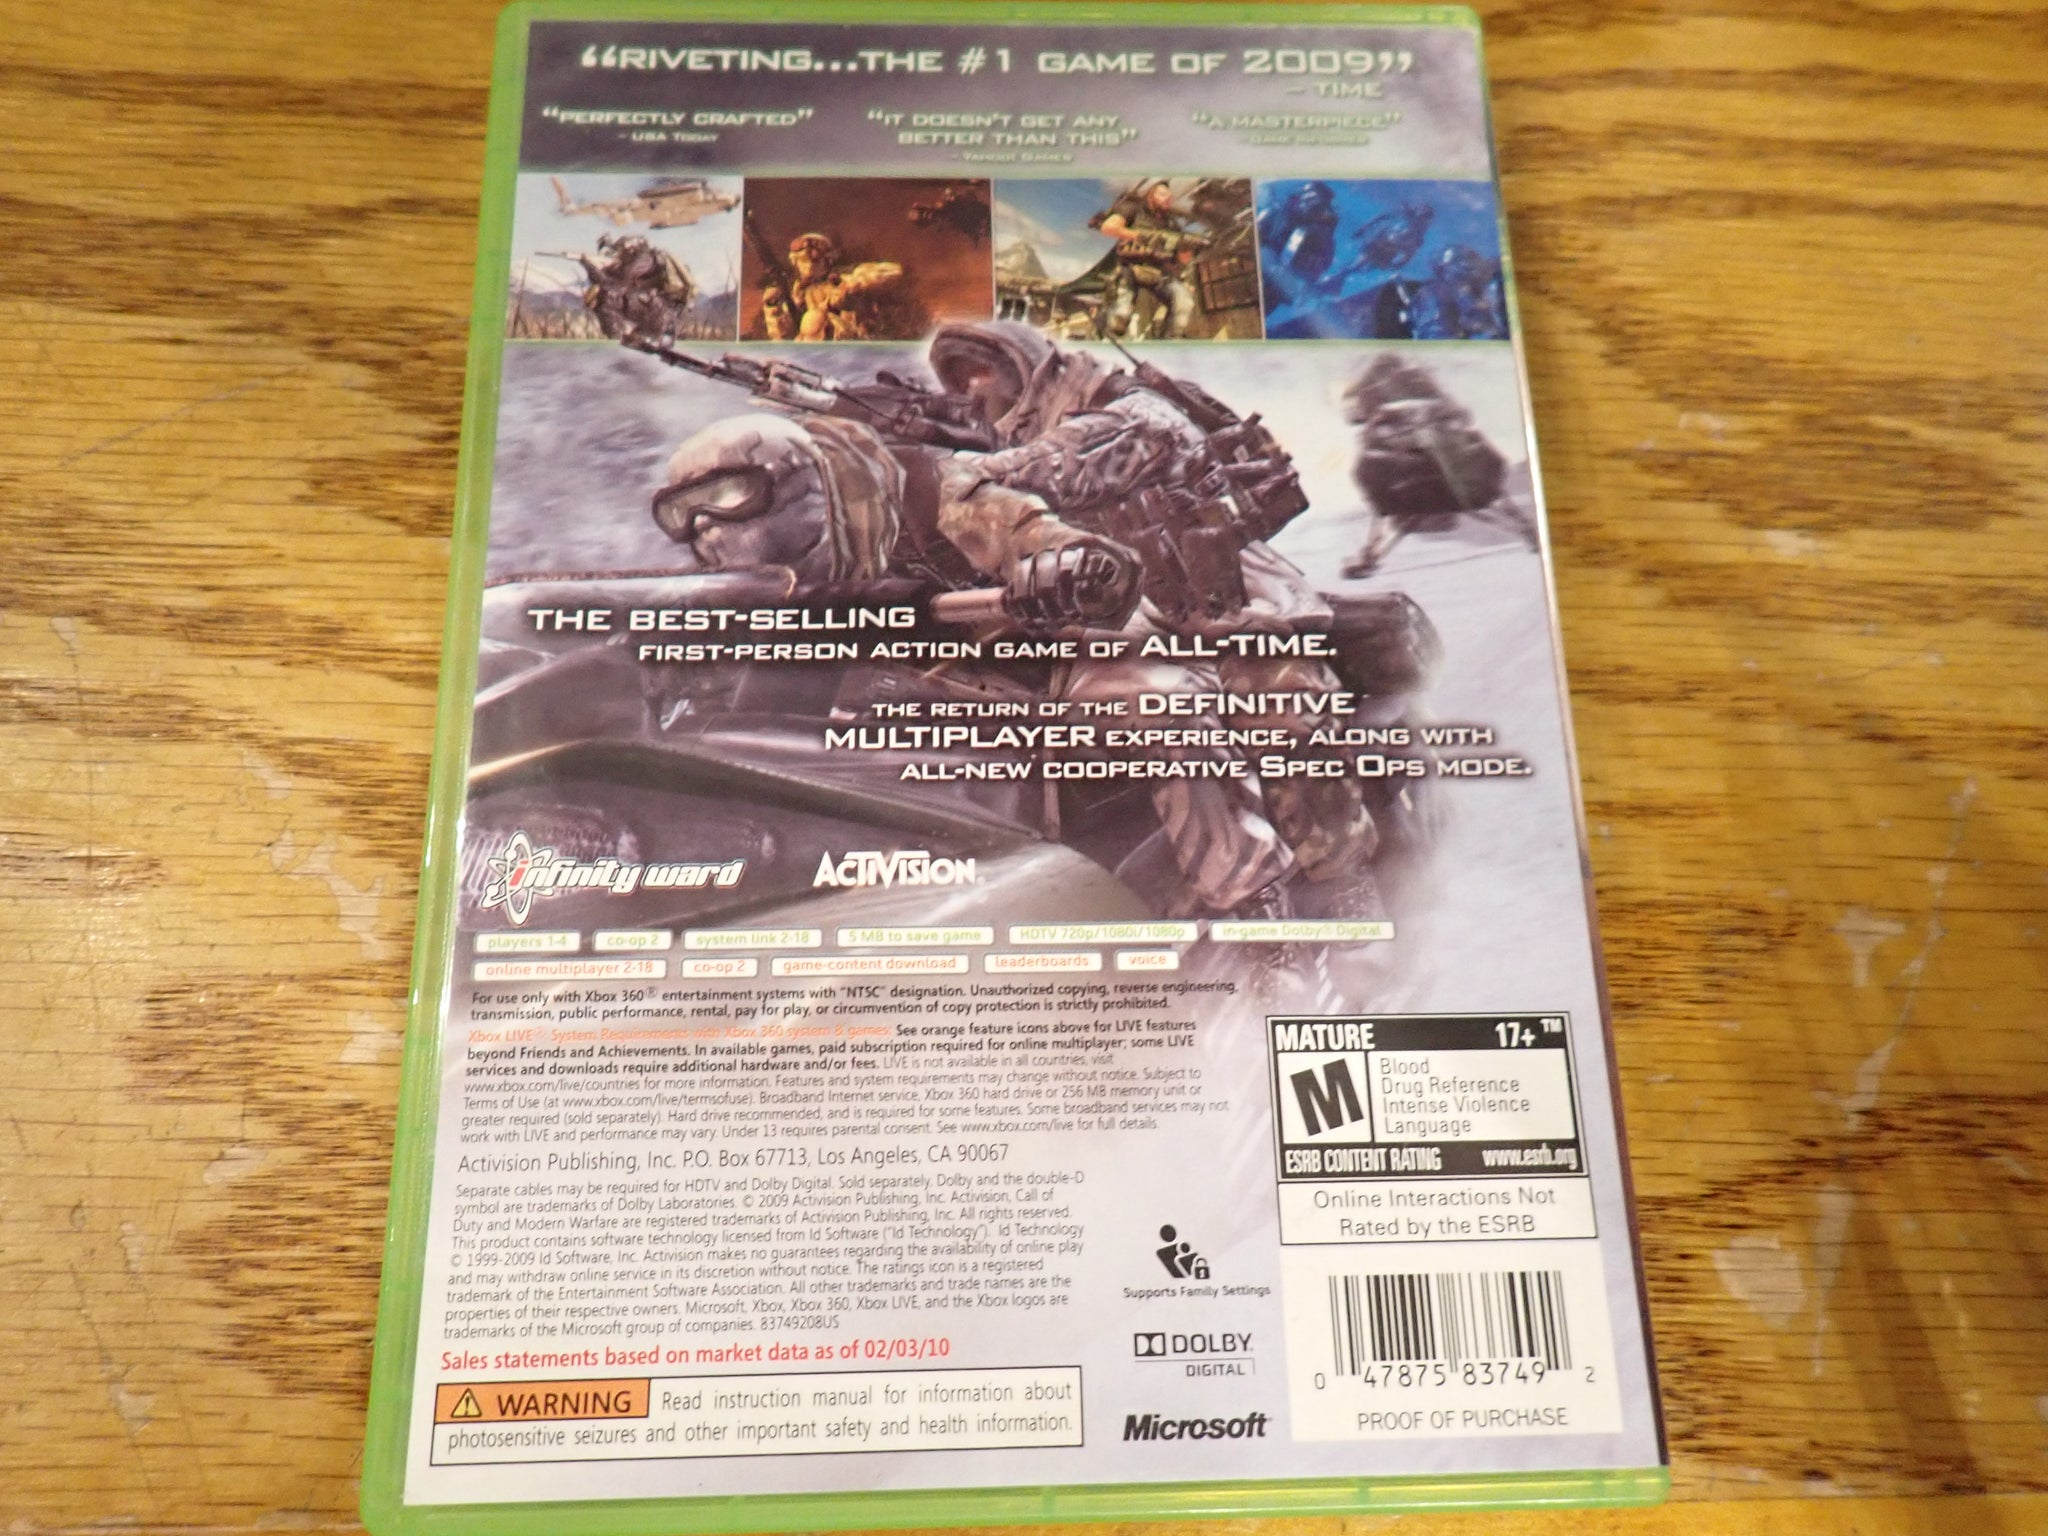 “RIVETING...THE #1 GAME OF 2009”
– TIME
“PERFECTLY CRAFTED”
– USA TODAY
“IT DOESN'T GET ANY
BETTER THAN THIS”
– YAHOO! GAMES
“A MASTERPIECE”
– GAME INFORMER
THE BEST-SELLING
FIRST-PERSON ACTION GAME OF ALL-TIME.
THE RETURN OF THE DEFINITIVE
MULTIPLAYER EXPERIENCE, ALONG WITH
ALL-NEW COOPERATIVE SPEC OPS MODE.
infinity ward
ACTIVISION®
players 1-4 co-op 2 system link 2-18 5 MB to save game HDTV 720p/1080i/1080p in-game Dolby® Digital
online multiplayer 2-18 co-op 2 game-content download leaderboards voice
For use only with Xbox 360® entertainment systems with "NTSC" designation. Unauthorized copying, reverse engineering,
transmission, public performance, rental, pay for play, or circumvention of copy protection is strictly prohibited.
Xbox LIVE® System Requirements with Xbox 360 system & games: See orange feature icons above for LIVE features
beyond Friends and Achievements. In available games, paid subscription required for online multiplayer; some LIVE
services and downloads require additional hardware and/or fees. LIVE is not available in all countries, visit
www.xbox.com/live/countries for more information. Features and system requirements may change without notice. Subject to
Terms of Use (at www.xbox.com/live/termsofuse). Broadband Internet service, Xbox 360 hard drive or 256 MB memory unit or
greater required (sold separately). Hard drive recommended, and is required for some features. Some broadband services may not
work with LIVE and performance may vary. Under 13 requires parental consent. See www.xbox.com/live for full details.
Activision Publishing, Inc. P.O. Box 67713, Los Angeles, CA 90067
Separate cables may be required for HDTV and Dolby Digital. Sold separately. Dolby and the double-D
symbol are trademarks of Dolby Laboratories. © 2009 Activision Publishing, Inc. Activision, Call of
Duty and Modern Warfare are registered trademarks of Activision Publishing, Inc. All rights reserved.
This product contains software technology licensed from Id Software ("Id Technology"). Id Technology
© 1999-2009 Id Software, Inc. Activision makes no guarantees regarding the availability of online play
and may withdraw online service in its discretion without notice. The ratings icon is a registered
trademark of the Entertainment Software Association. All other trademarks and trade names are the
properties of their respective owners. Microsoft, Xbox, Xbox 360, Xbox LIVE, and the Xbox logos are
trademarks of the Microsoft group of companies. 83749208US
Sales statements based on market data as of 02/03/10
WARNING Read instruction manual for information about
photosensitive seizures and other important safety and health information.
MATURE 17+ ™
M
Blood
Drug Reference
Intense Violence
Language
ESRB CONTENT RATING www.esrb.org
Online Interactions Not
Rated by the ESRB
Supports Family Settings
DOLBY
DIGITAL
Microsoft®
0 47875 83749 2
PROOF OF PURCHASE